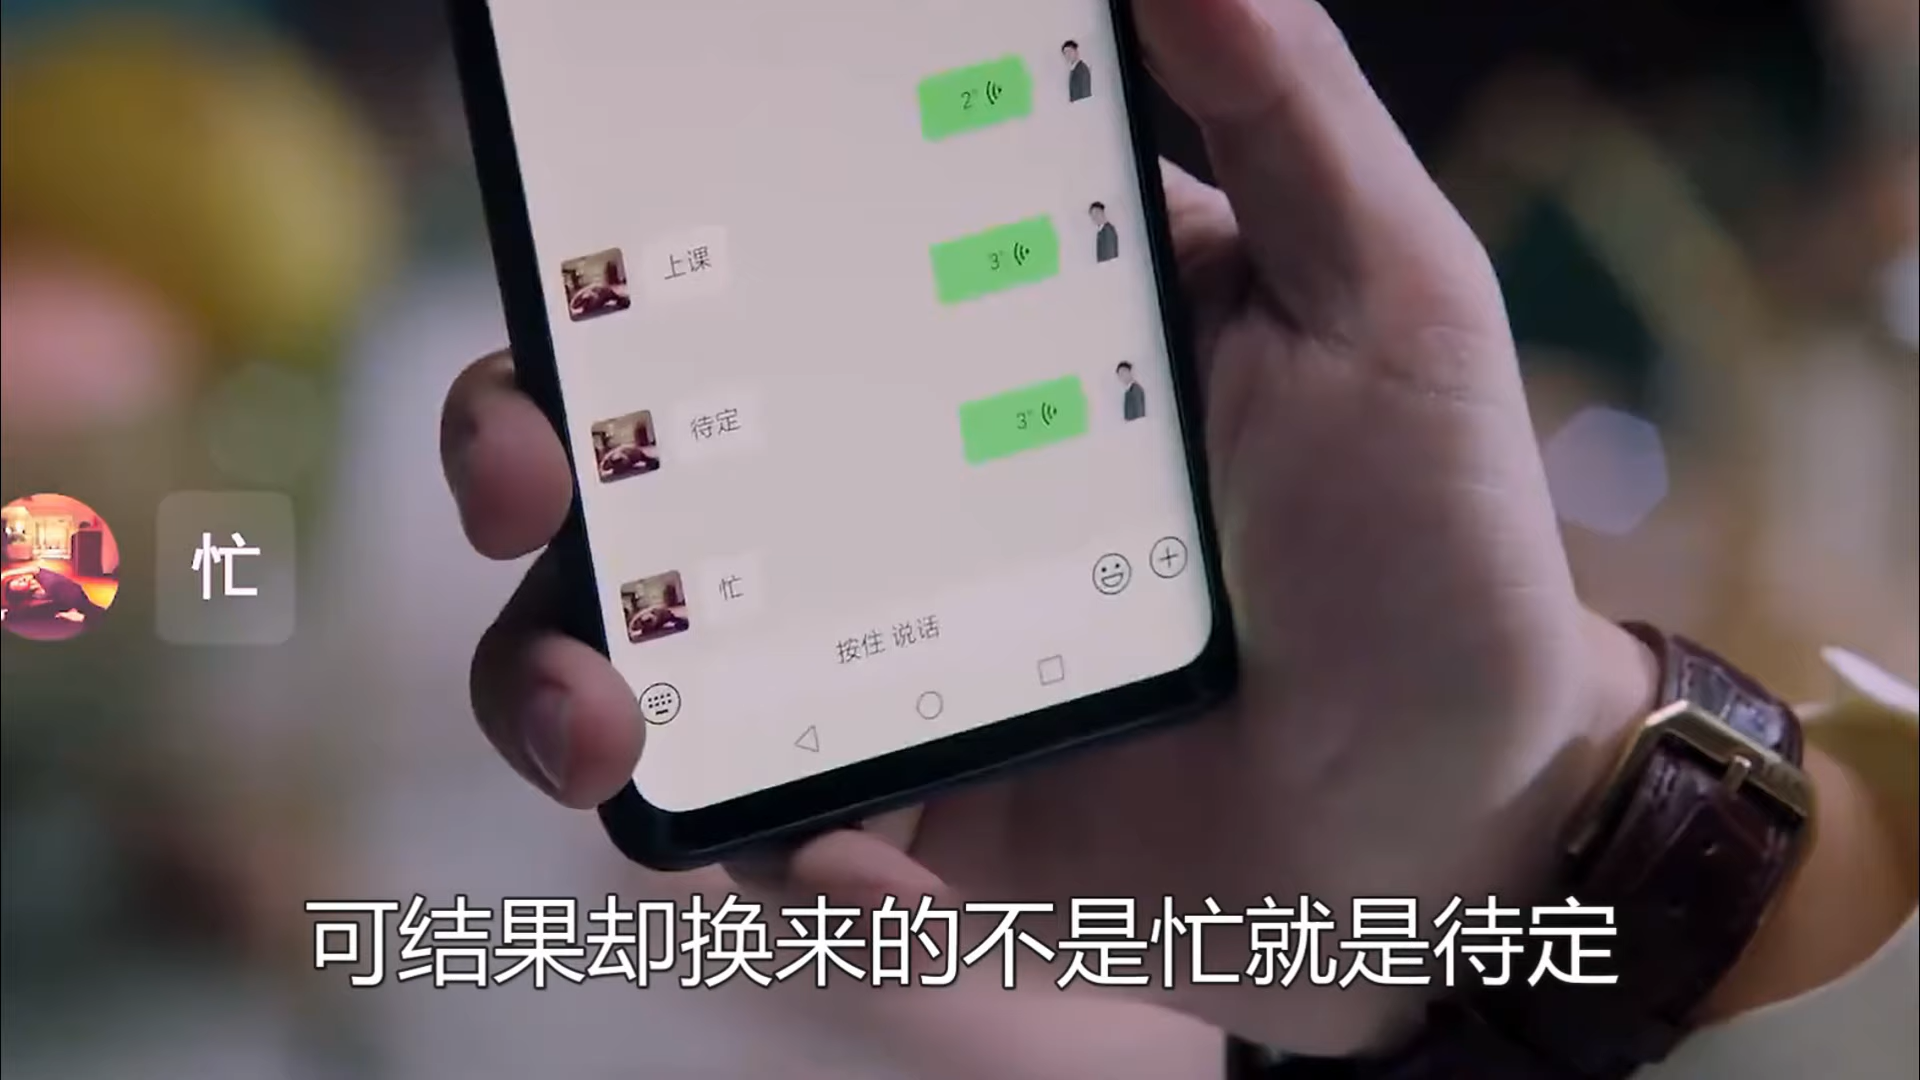 2"
上课
3"
待定
3"
忙
忙
按住 说话
可结果却换来的不是忙就是待定